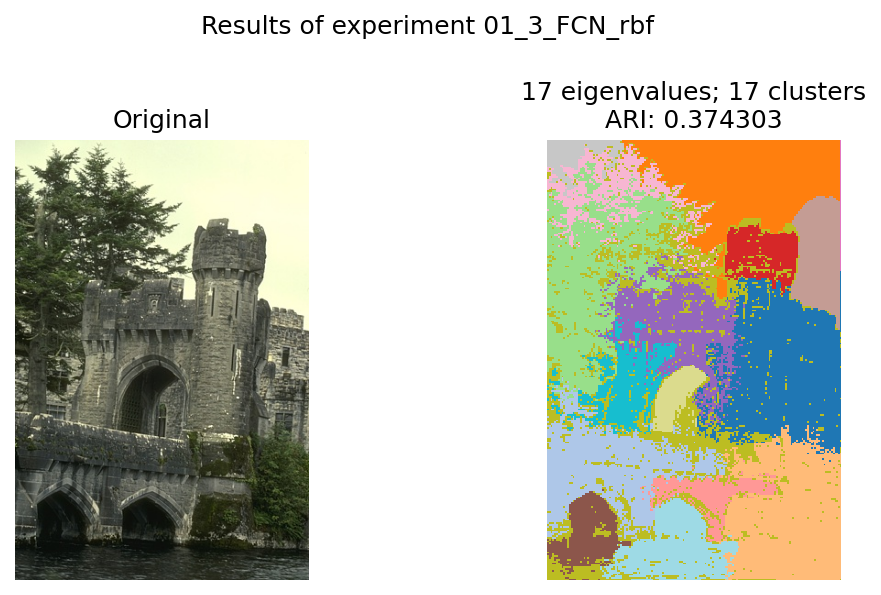 Results of experiment 01_3_FCN_rbf
Original
17 eigenvalues; 17 clusters
ARI: 0.374303